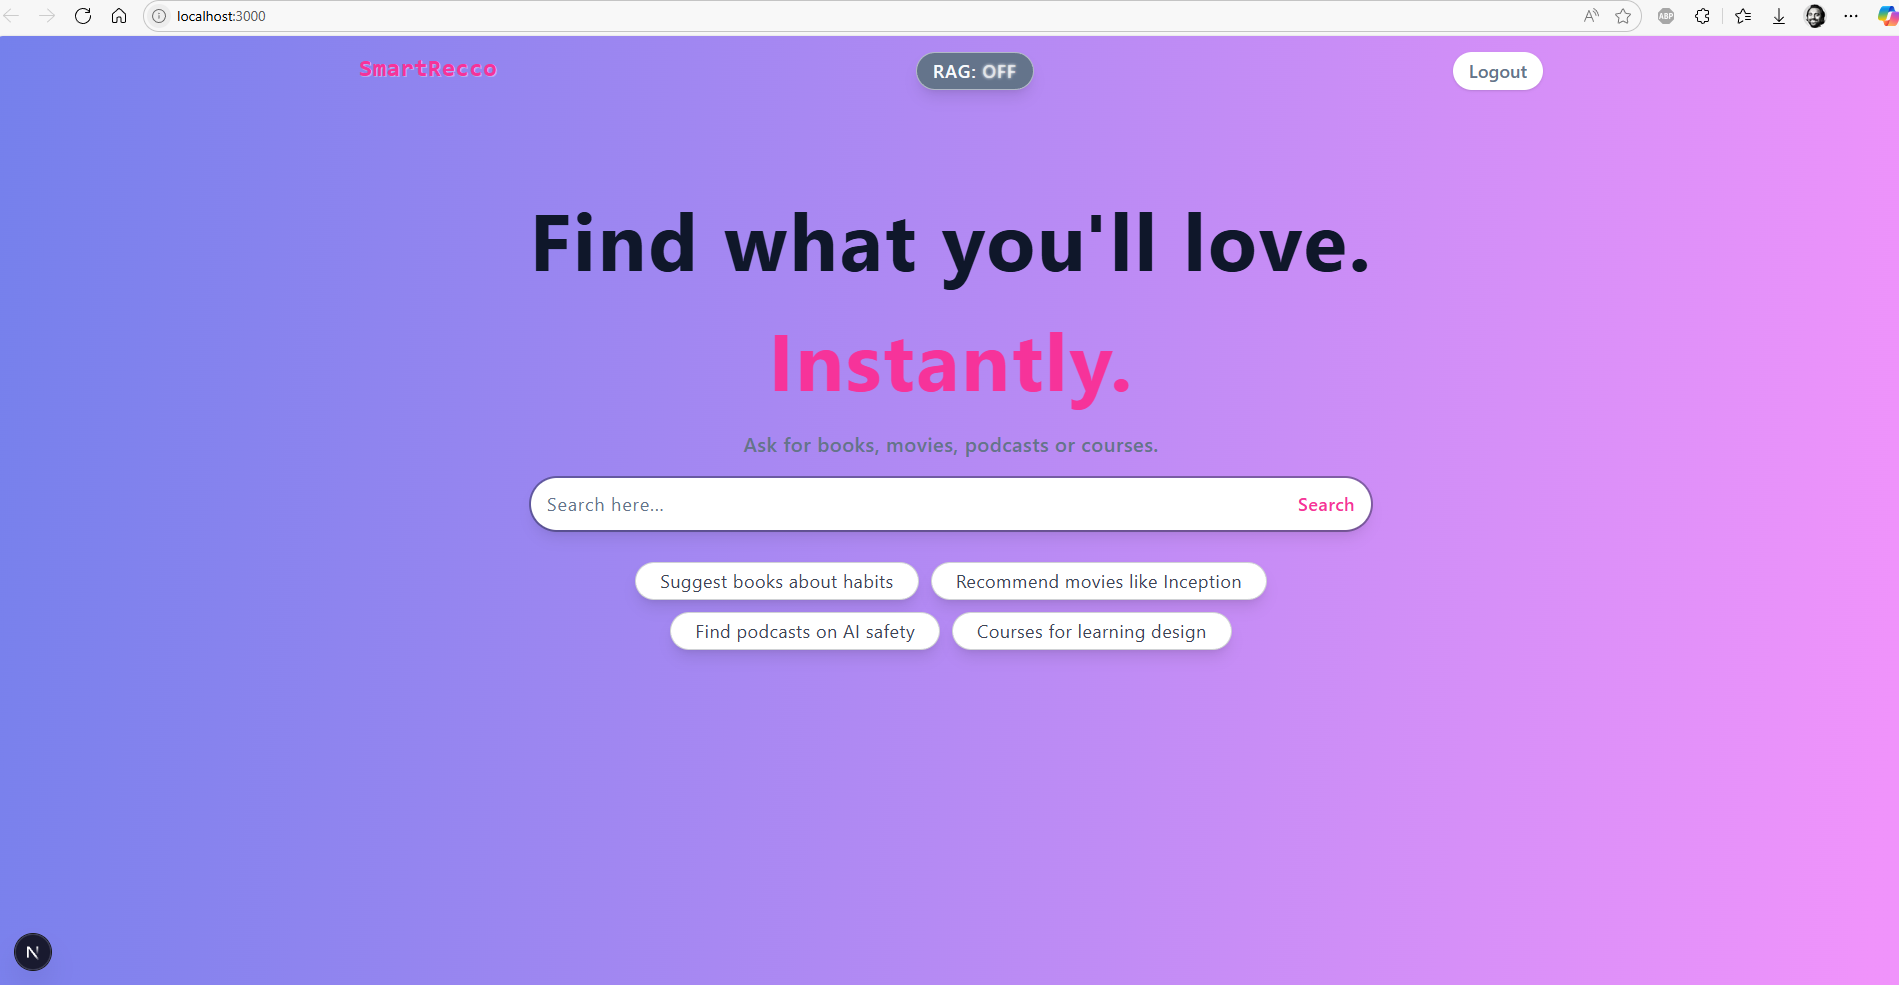 localhost:3000
ABP
SmartRecco
RAG: OFF
Logout
Find what you'll love.
Instantly.
Ask for books, movies, podcasts or courses.
Search here...
Search
Suggest books about habits
Recommend movies like Inception
Find podcasts on AI safety
Courses for learning design
N